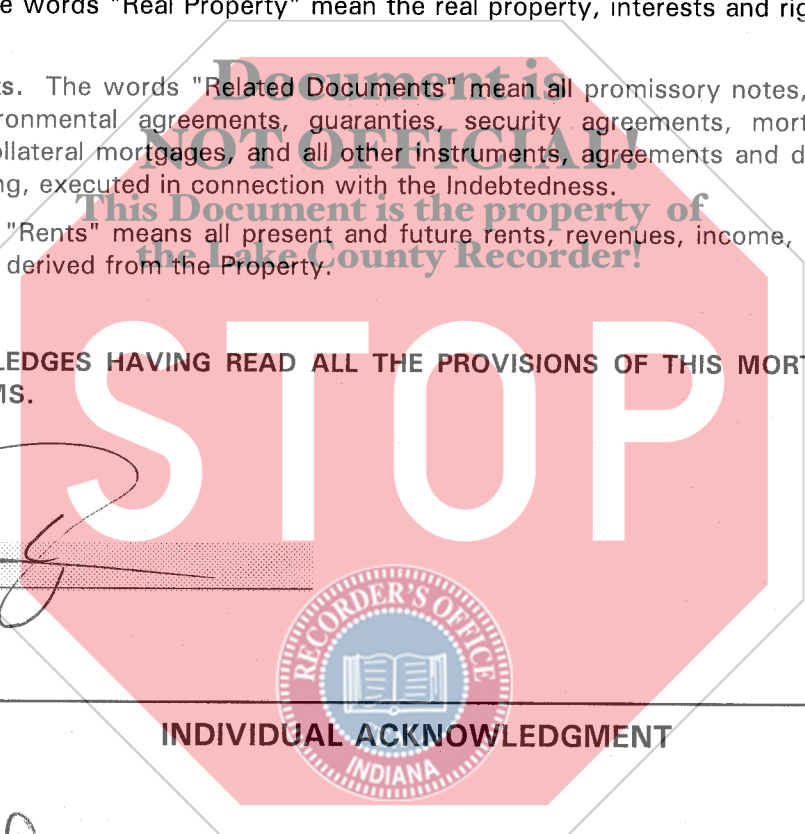 e words "Real Property" mean the real property, interests and rig
Document is
ts. The words "Related Documents" mean all promissory notes,
ronmental agreements, guaranties, security agreements, mort
NOT OFFICIAL!
ollateral mortgages, and all other instruments, agreements and d
ng, executed in connection with the Indebtedness.
This Document is the property of
"Rents" means all present and future rents, revenues, income,
the Lake County Recorder!
derived from the Property.
LEDGES HAVING READ ALL THE PROVISIONS OF THIS MORT
MS.
STOP
RECORDER'S OFFICE
INDIVIDUAL ACKNOWLEDGMENT
INDIANA